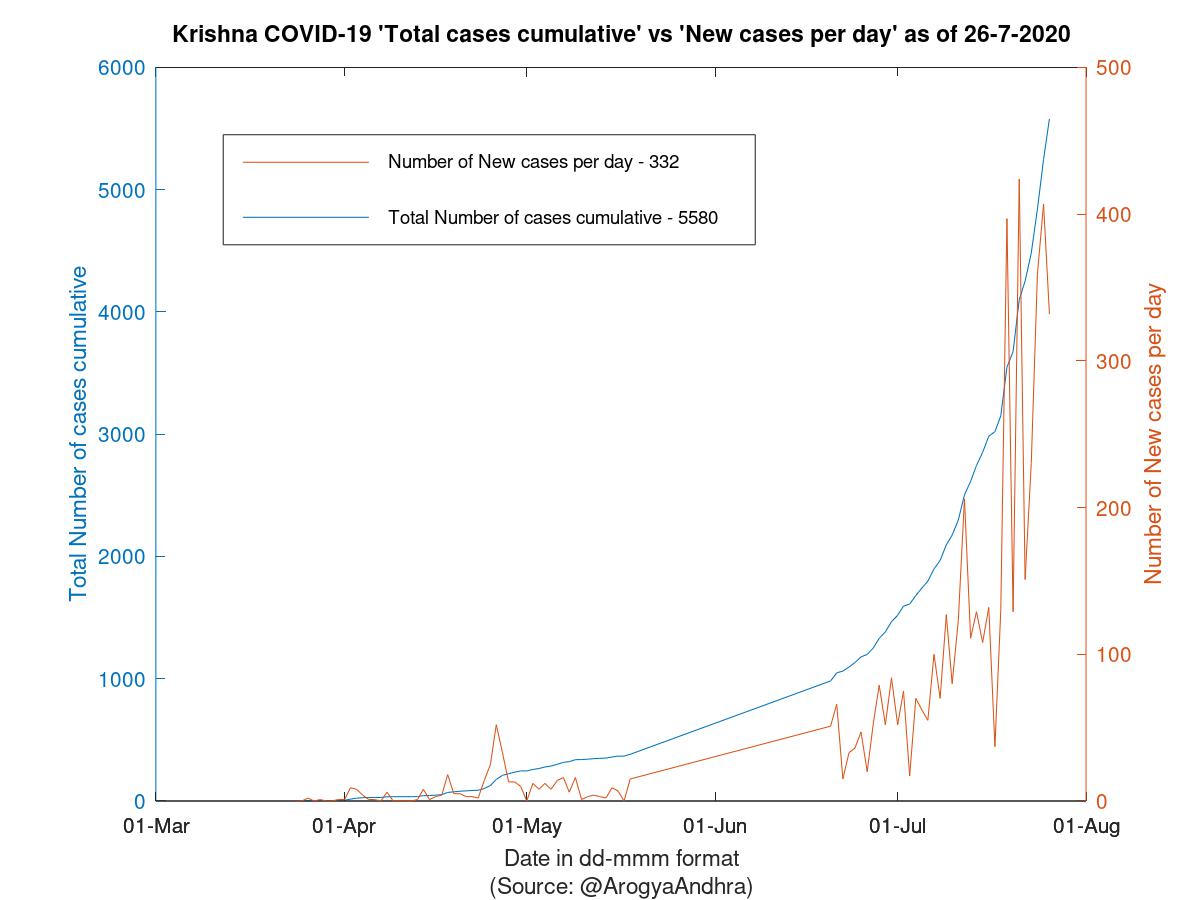 Krishna COVID-19 'Total cases cumulative' vs 'New cases per day' as of 26-7-2020
6000
5000
4000
3000
2000
1000
0
500
400
300
200
100
0
Number of New cases per day - 332
Total Number of cases cumulative - 5580
Total Number of cases cumulative
Number of New cases per day
01-Mar 01-Apr 01-May 01-Jun 01-Jul 01-Aug
Date in dd-mmm format
(Source: @ArogyaAndhra)